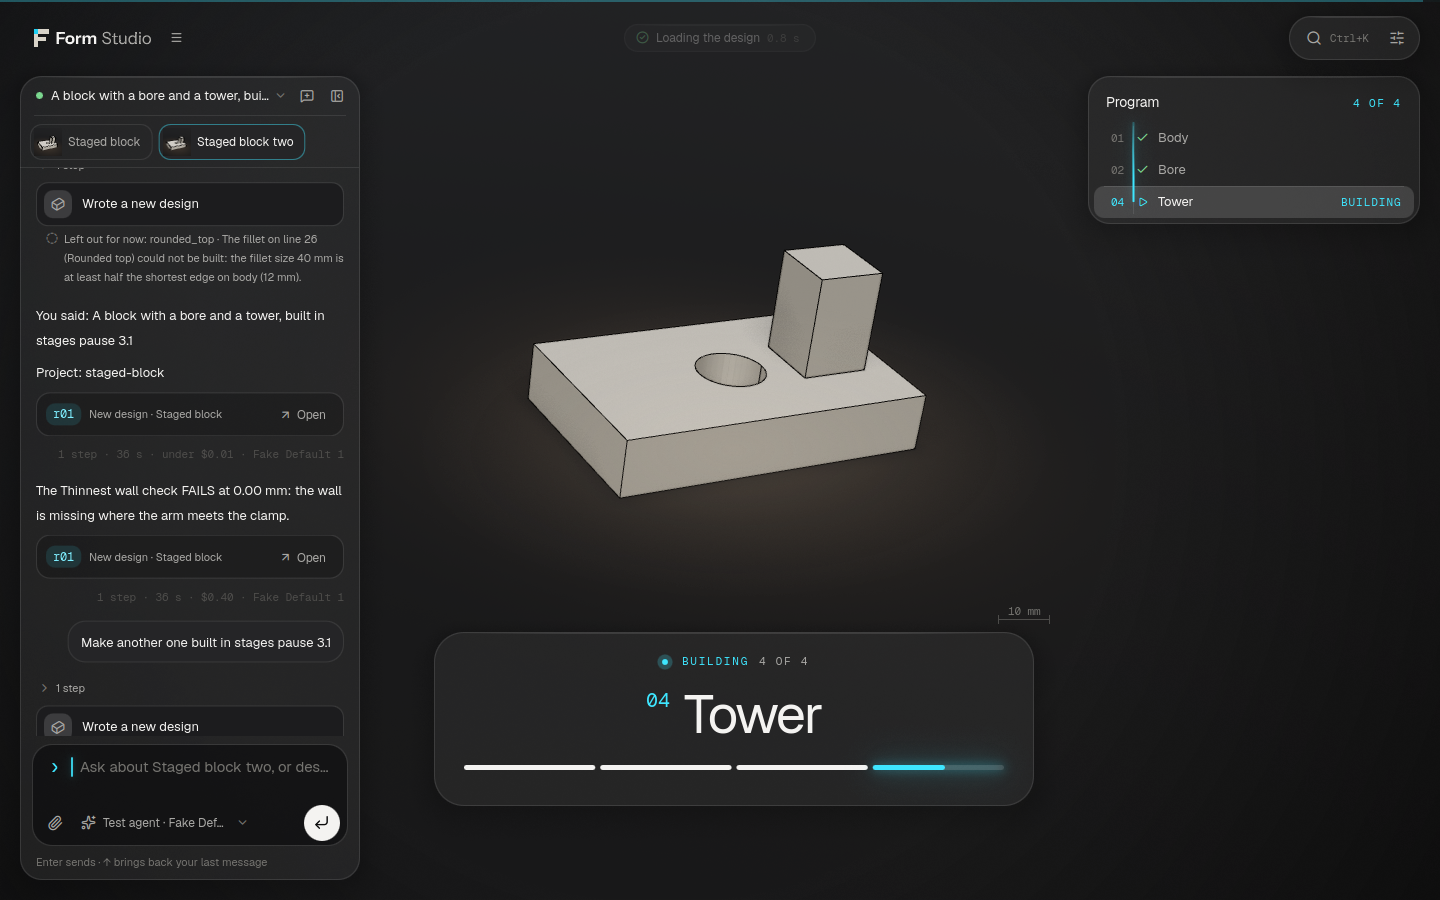 Form Studio
Loading the design 0.8 s
Ctrl+K
A block with a bore and a tower, bui...
Staged block
Staged block two
Wrote a new design
Left out for now: rounded_top · The fillet on line 26
(Rounded top) could not be built: the fillet size 40 mm is
at least half the shortest edge on body (12 mm).
You said: A block with a bore and a tower, built in
stages pause 3.1
Project: staged-block
r01 New design · Staged block Open
1 step · 36 s · under $0.01 · Fake Default 1
The Thinnest wall check FAILS at 0.00 mm: the wall
is missing where the arm meets the clamp.
r01 New design · Staged block Open
1 step · 36 s · $0.40 · Fake Default 1
Make another one built in stages pause 3.1
1 step
Wrote a new design
Ask about Staged block two, or des...
Test agent · Fake Def...
Enter sends · ↑ brings back your last message
Program 4 OF 4
01 Body
02 Bore
04 Tower BUILDING
10 mm
BUILDING 4 OF 4
04 Tower